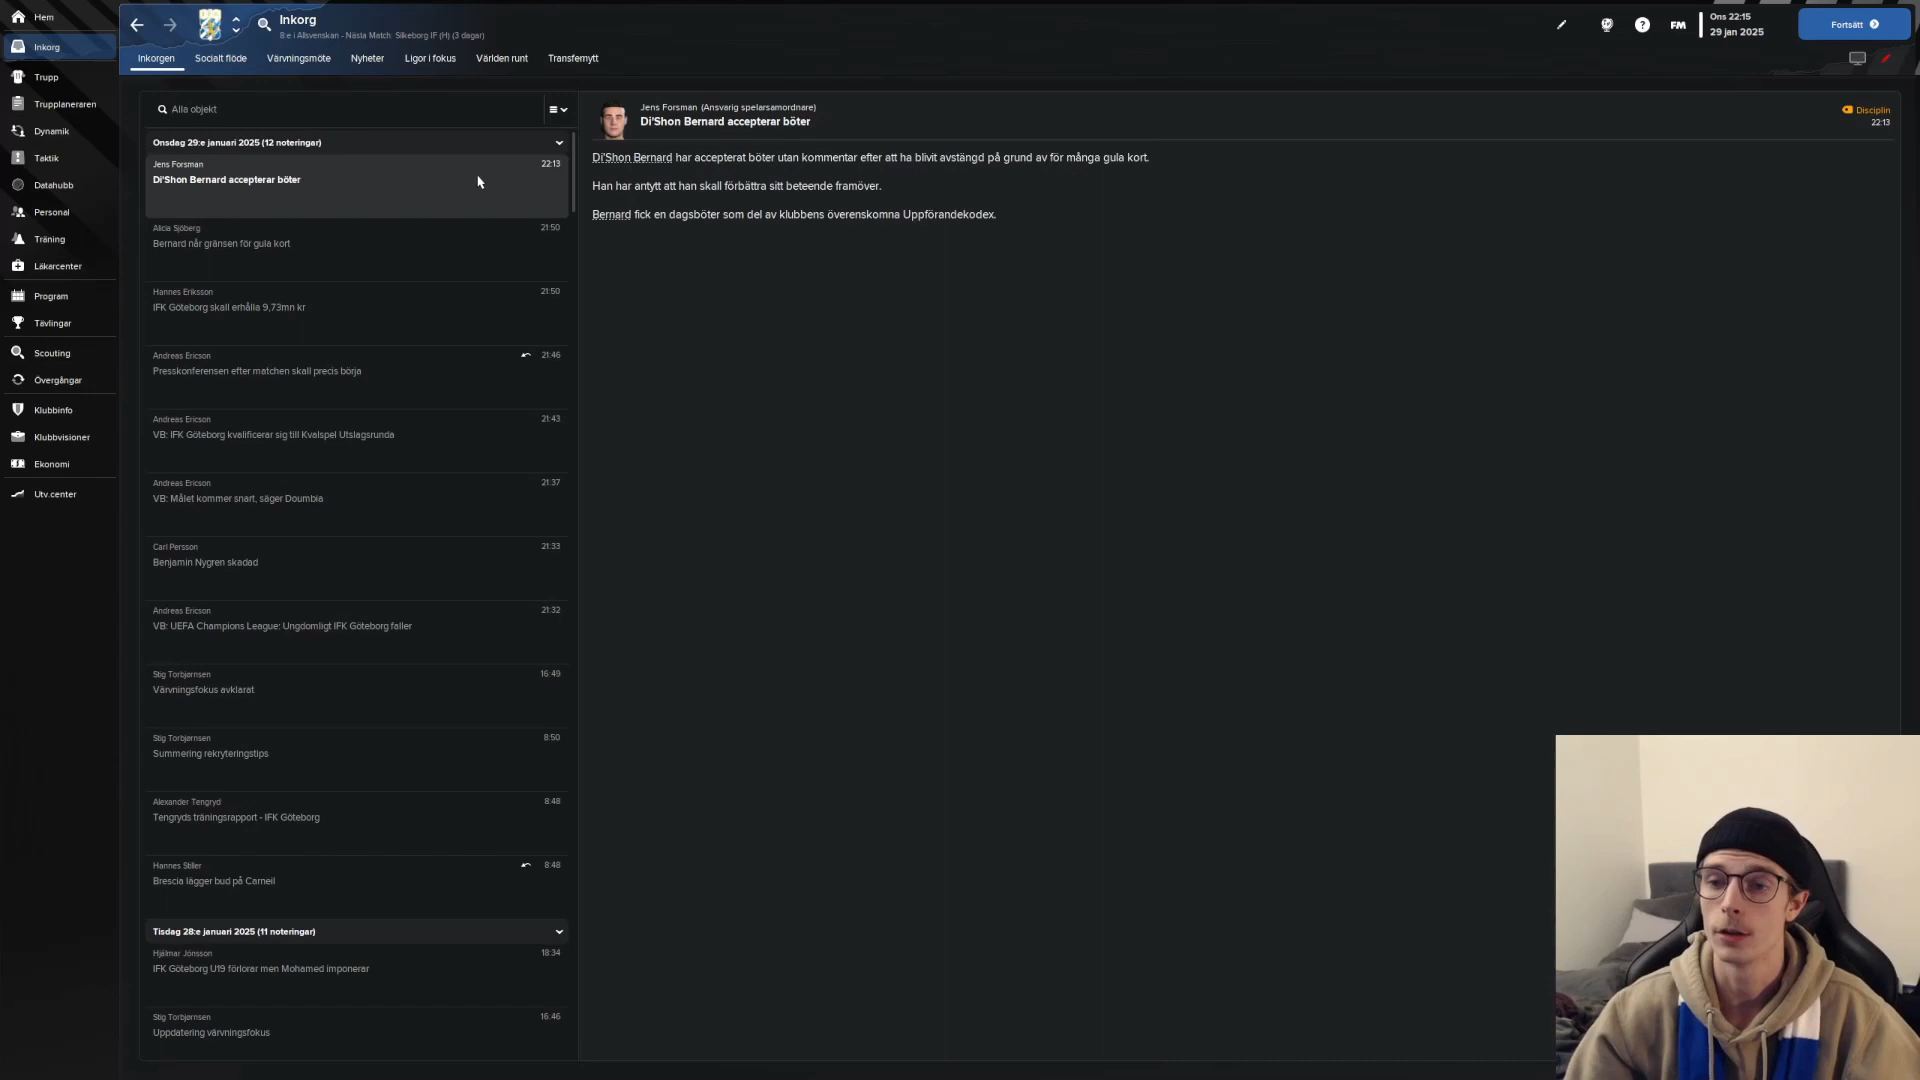 Hem
Inkorg
Trupp
Trupplaneraren
Dynamik
Taktik
Datahubb
Personal
Träning
Läkarcenter
Program
Tävlingar
Scouting
Övergångar
Klubbinfo
Klubbvisioner
Ekonomi
Utv.center
Inkorg
8:e i Allsvenskan - Nästa Match: Silkeborg IF (H) (3 dagar)
FM
Ons 22:15
29 jan 2025
Fortsätt
Inkorgen Socialt flöde Värvningsmöte Nyheter Ligor i fokus Världen runt Transfernytt
Alla objekt
Onsdag 29:e januari 2025 (12 noteringar)
Jens Forsman 22:13
Di'Shon Bernard accepterar böter
Alicia Sjöberg 21:50
Bernard når gränsen för gula kort
Hannes Eriksson 21:50
IFK Göteborg skall erhålla 9,73mn kr
Andreas Ericson 21:46
Presskonferensen efter matchen skall precis börja
Andreas Ericson 21:43
VB: IFK Göteborg kvalificerar sig till Kvalspel Utslagsrunda
Andreas Ericson 21:37
VB: Målet kommer snart, säger Doumbia
Carl Persson 21:33
Benjamin Nygren skadad
Andreas Ericson 21:32
VB: UEFA Champions League: Ungdomligt IFK Göteborg faller
Stig Torbjørnsen 16:49
Värvningsfokus avklarat
Stig Torbjørnsen 8:50
Summering rekryteringstips
Alexander Tengryd 8:48
Tengryds träningsrapport - IFK Göteborg
Hannes Stiller 8:48
Brescia lägger bud på Carneil
Tisdag 28:e januari 2025 (11 noteringar)
Hjálmar Jónsson 18:34
IFK Göteborg U19 förlorar men Mohamed imponerar
Stig Torbjørnsen 16:46
Uppdatering värvningsfokus
Jens Forsman (Ansvarig spelarsamordnare)
Di'Shon Bernard accepterar böter
Disciplin
22:13
Di'Shon Bernard har accepterat böter utan kommentar efter att ha blivit avstängd på grund av för många gula kort.
Han har antytt att han skall förbättra sitt beteende framöver.
Bernard fick en dagsböter som del av klubbens överenskomna Uppförandekodex.